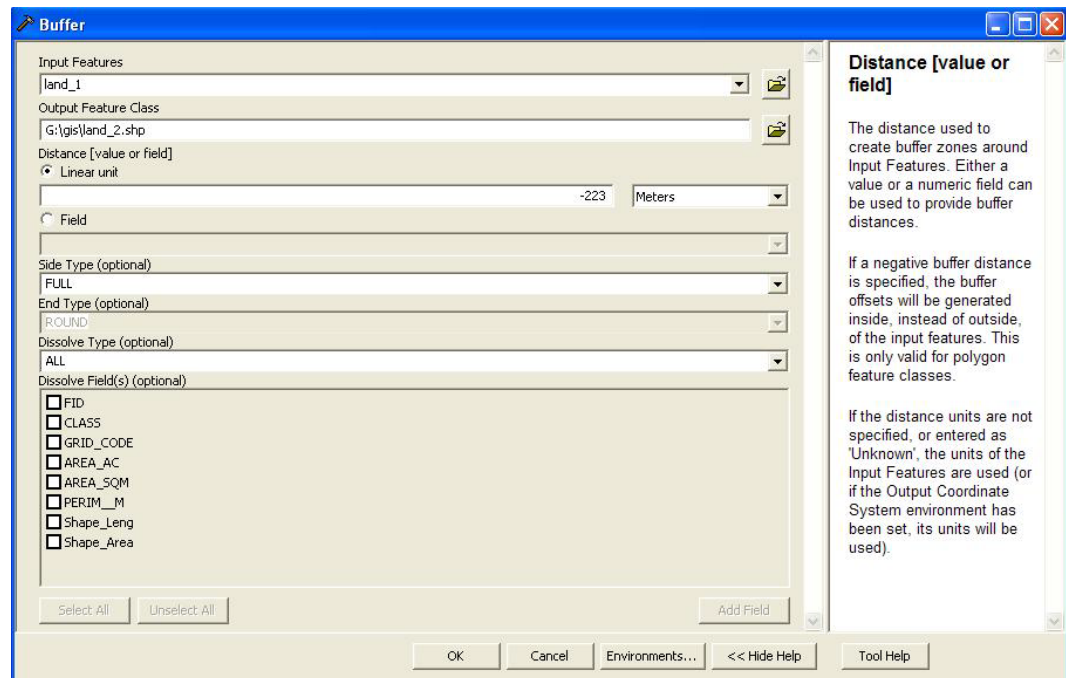 Buffer
Input Features
land_1
Output Feature Class
G:\gis\land_2.shp
Distance [value or field]
Linear unit
-223 Meters
Field
Side Type (optional)
FULL
End Type (optional)
ROUND
Dissolve Type (optional)
ALL
Dissolve Field(s) (optional)
FID
CLASS
GRID_CODE
AREA_AC
AREA_SQM
PERIM__M
Shape_Leng
Shape_Area
Select All Unselect All Add Field
OK Cancel Environments... << Hide Help Tool Help
Distance [value or
field]
The distance used to
create buffer zones around
Input Features. Either a
value or a numeric field can
be used to provide buffer
distances.
If a negative buffer distance
is specified, the buffer
offsets will be generated
inside, instead of outside,
of the input features. This
is only valid for polygon
feature classes.
If the distance units are not
specified, or entered as
'Unknown', the units of the
Input Features are used (or
if the Output Coordinate
System environment has
been set, its units will be
used).